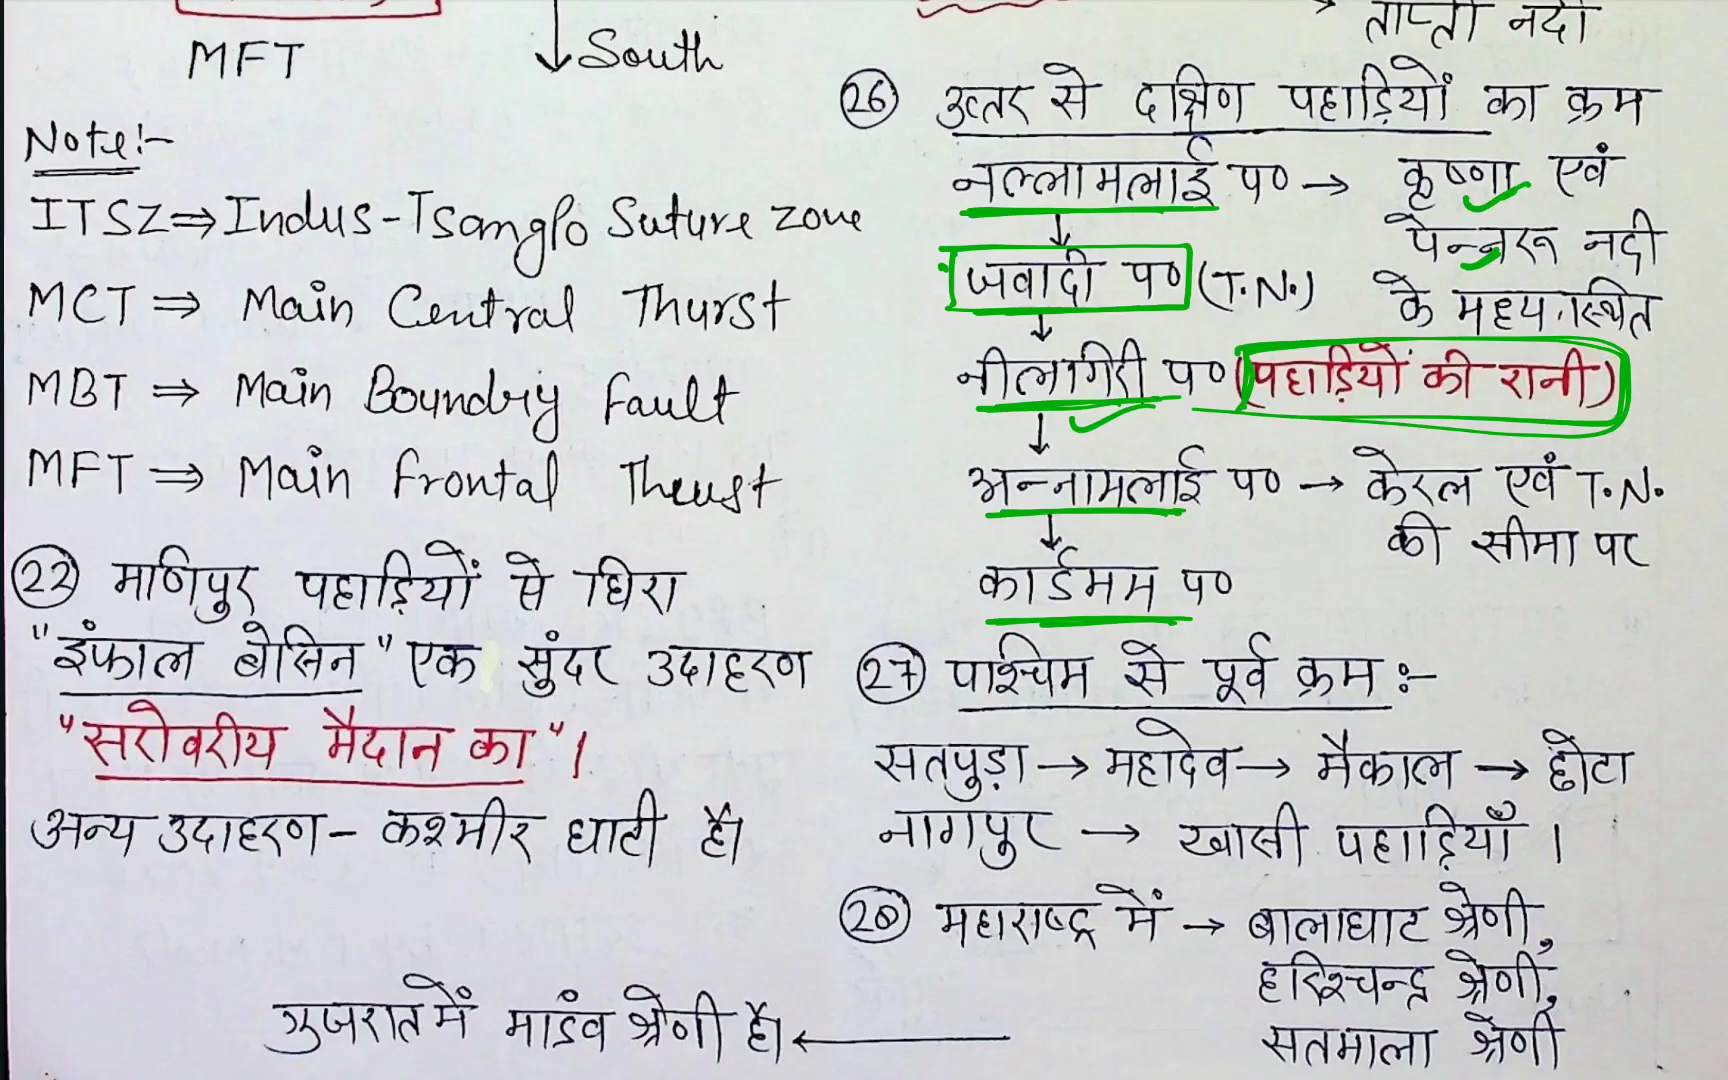 MFT
South
Note:-
ITSZ⇒Indus-Tsangpo Suture zone
MCT ⇒ Main Central Thurst
MBT ⇒ Main Boundry Fault
MFT ⇒ Main Frontal Thrust
(22) मणिपुर पहाड़ियों से घिरा
"इंफाल बेसिन" एक सुंदर उदाहरण
"सरोवरीय मैदान का"।
अन्य उदाहरण - कश्मीर घाटी है।
ताप्ती नदी
(26) उत्तर से दक्षिण पहाड़ियों का क्रम
नल्लामलाई प० → कृष्णा एवं
पेन्नरू नदी
के मध्य स्थित
↓
जवादी प० (T.N.)
↓
नीलगिरी प० (पहाड़ियों की रानी)
↓
अन्नामलाई प० → केरल एवं T.N.
की सीमा पर
↓
कार्डमम प०
(27) पश्चिम से पूर्व क्रम :-
सतपुड़ा → महादेव → मैकाल → छोटा
नागपुर → खासी पहाड़ियाँ ।
(28) महाराष्ट्र में → बालाघाट श्रेणी,
हरिश्चन्द्र श्रेणी,
सतमाला श्रेणी
गुजरात में मांडव श्रेणी है। ←